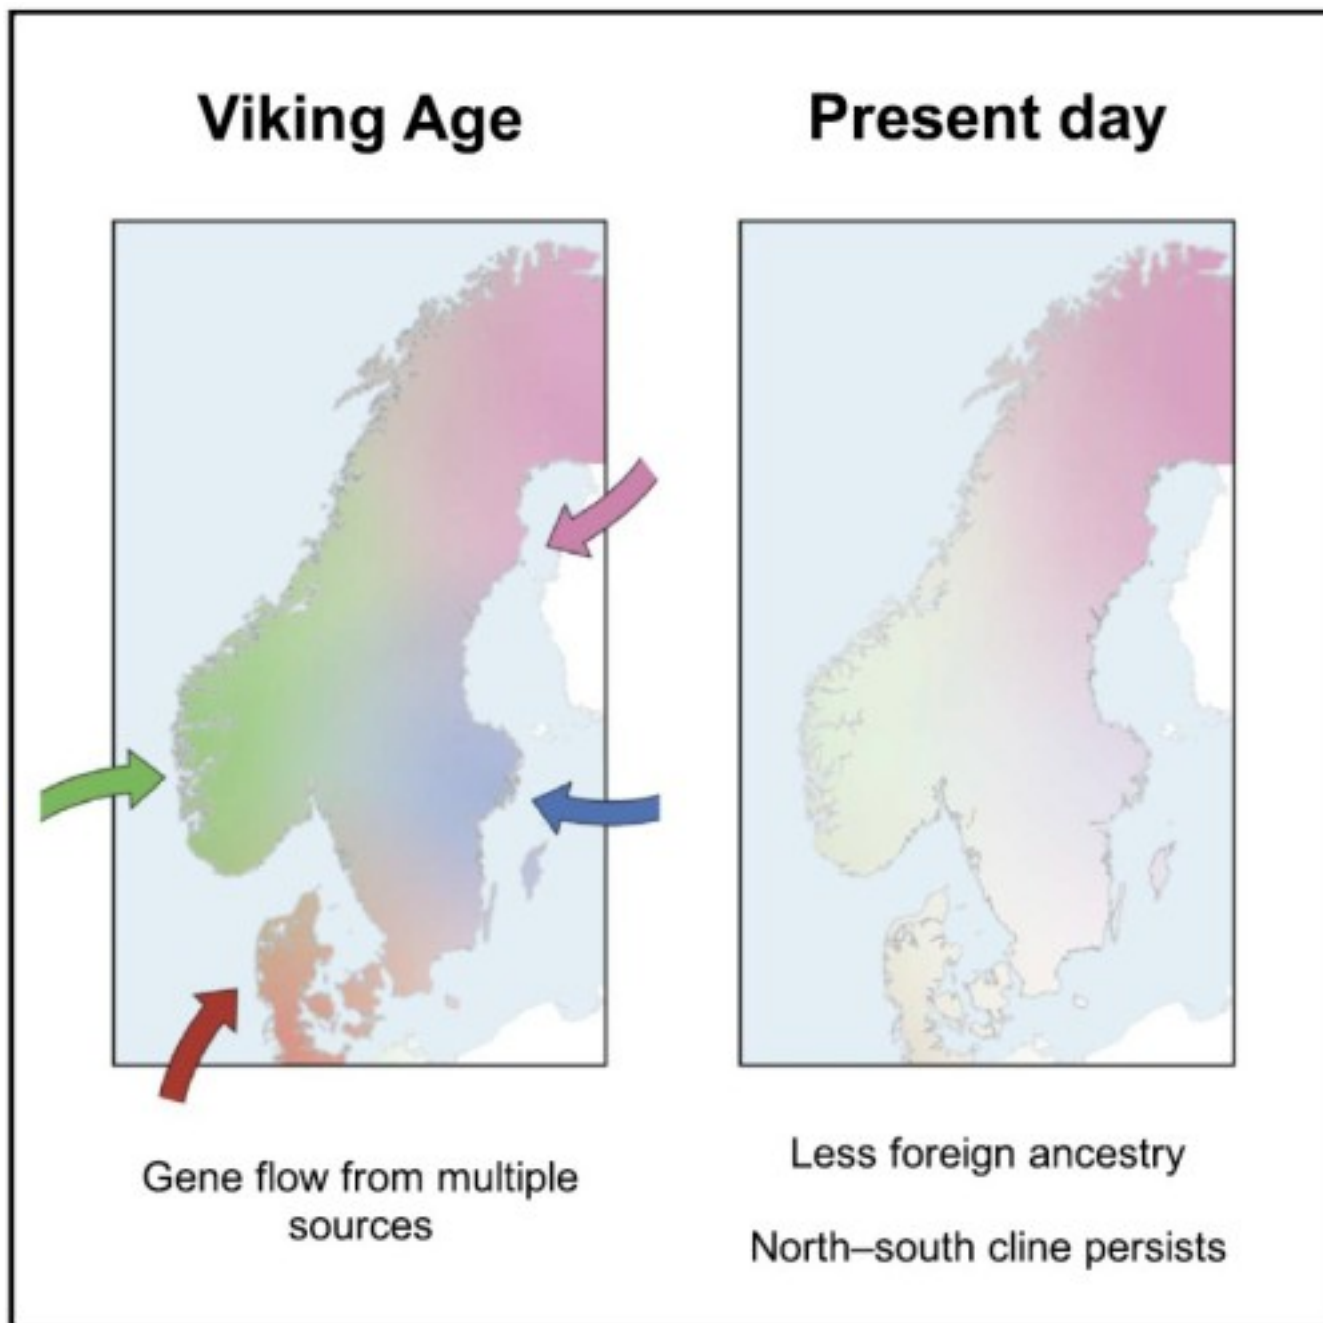 Viking Age
Present day
Gene flow from multiple
sources
Less foreign ancestry
North–south cline persists